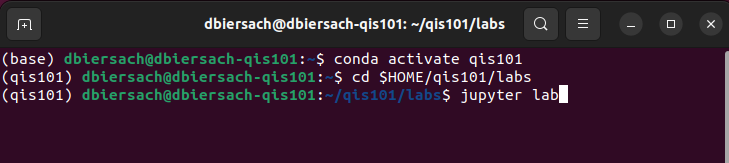 dbiersach@dbiersach-qis101: ~/qis101/labs
(base) dbiersach@dbiersach-qis101:~$ conda activate qis101
(qis101) dbiersach@dbiersach-qis101:~$ cd $HOME/qis101/labs
(qis101) dbiersach@dbiersach-qis101:~/qis101/labs$ jupyter lab